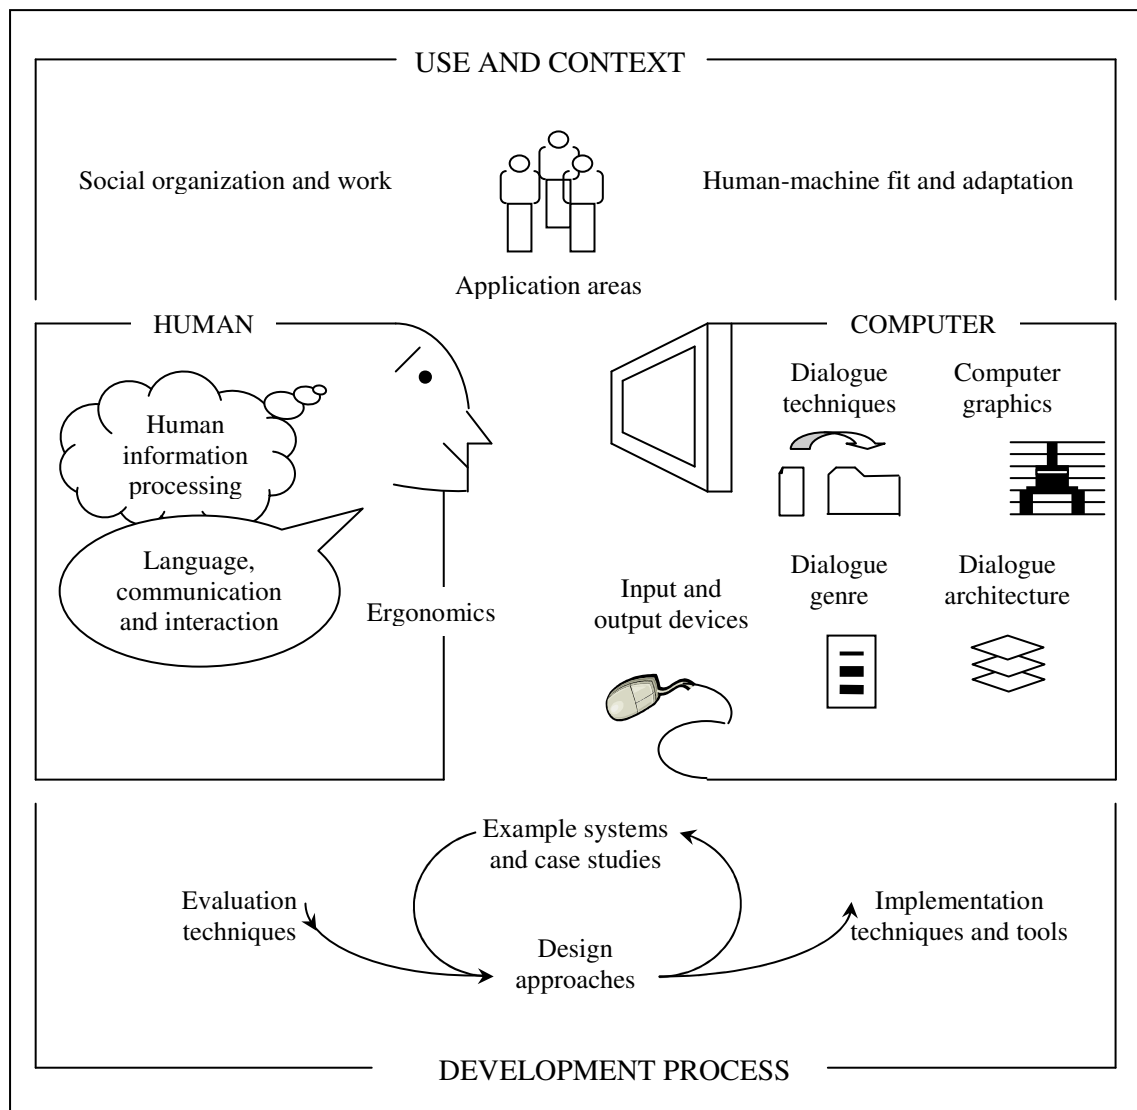 USE AND CONTEXT
Social organization and work
Human-machine fit and adaptation
Application areas
HUMAN
Human
information
processing
Language,
communication
and interaction
Ergonomics
COMPUTER
Dialogue
techniques
Computer
graphics
Dialogue
genre
Dialogue
architecture
Input and
output devices
Example systems
and case studies
Evaluation
techniques
Implementation
techniques and tools
Design
approaches
DEVELOPMENT PROCESS